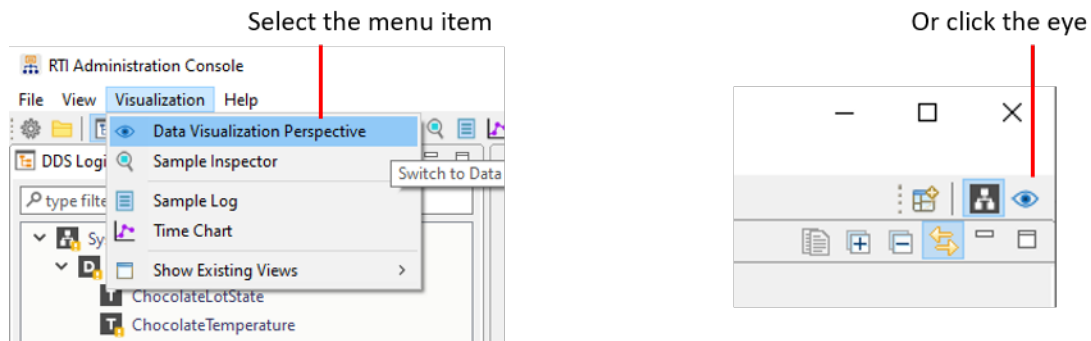 Select the menu item
Or click the eye
RTI Administration Console
File View Visualization Help
Data Visualization Perspective
DDS Logi
Sample Inspector
Switch to Data
type filte
Sample Log
Sy
Time Chart
D
Show Existing Views
T ChocolateLotState
T ChocolateTemperature